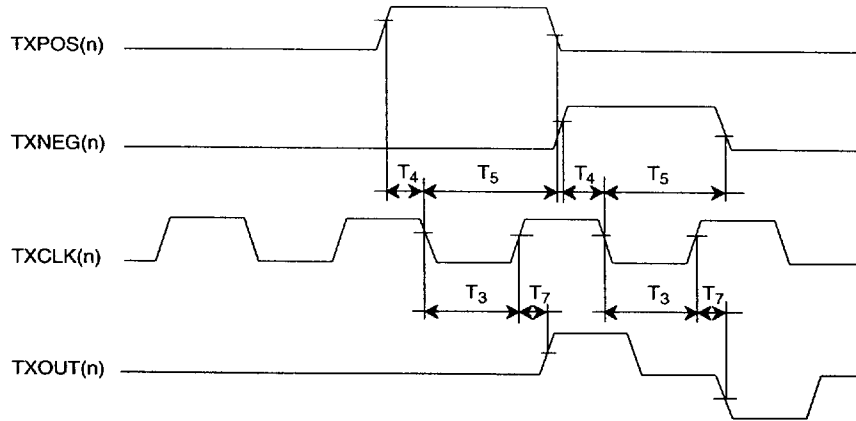 TXPOS(n)
TXNEG(n)
T4 T5 T4 T5
TXCLK(n)
T3 T7 T3 T7
TXOUT(n)